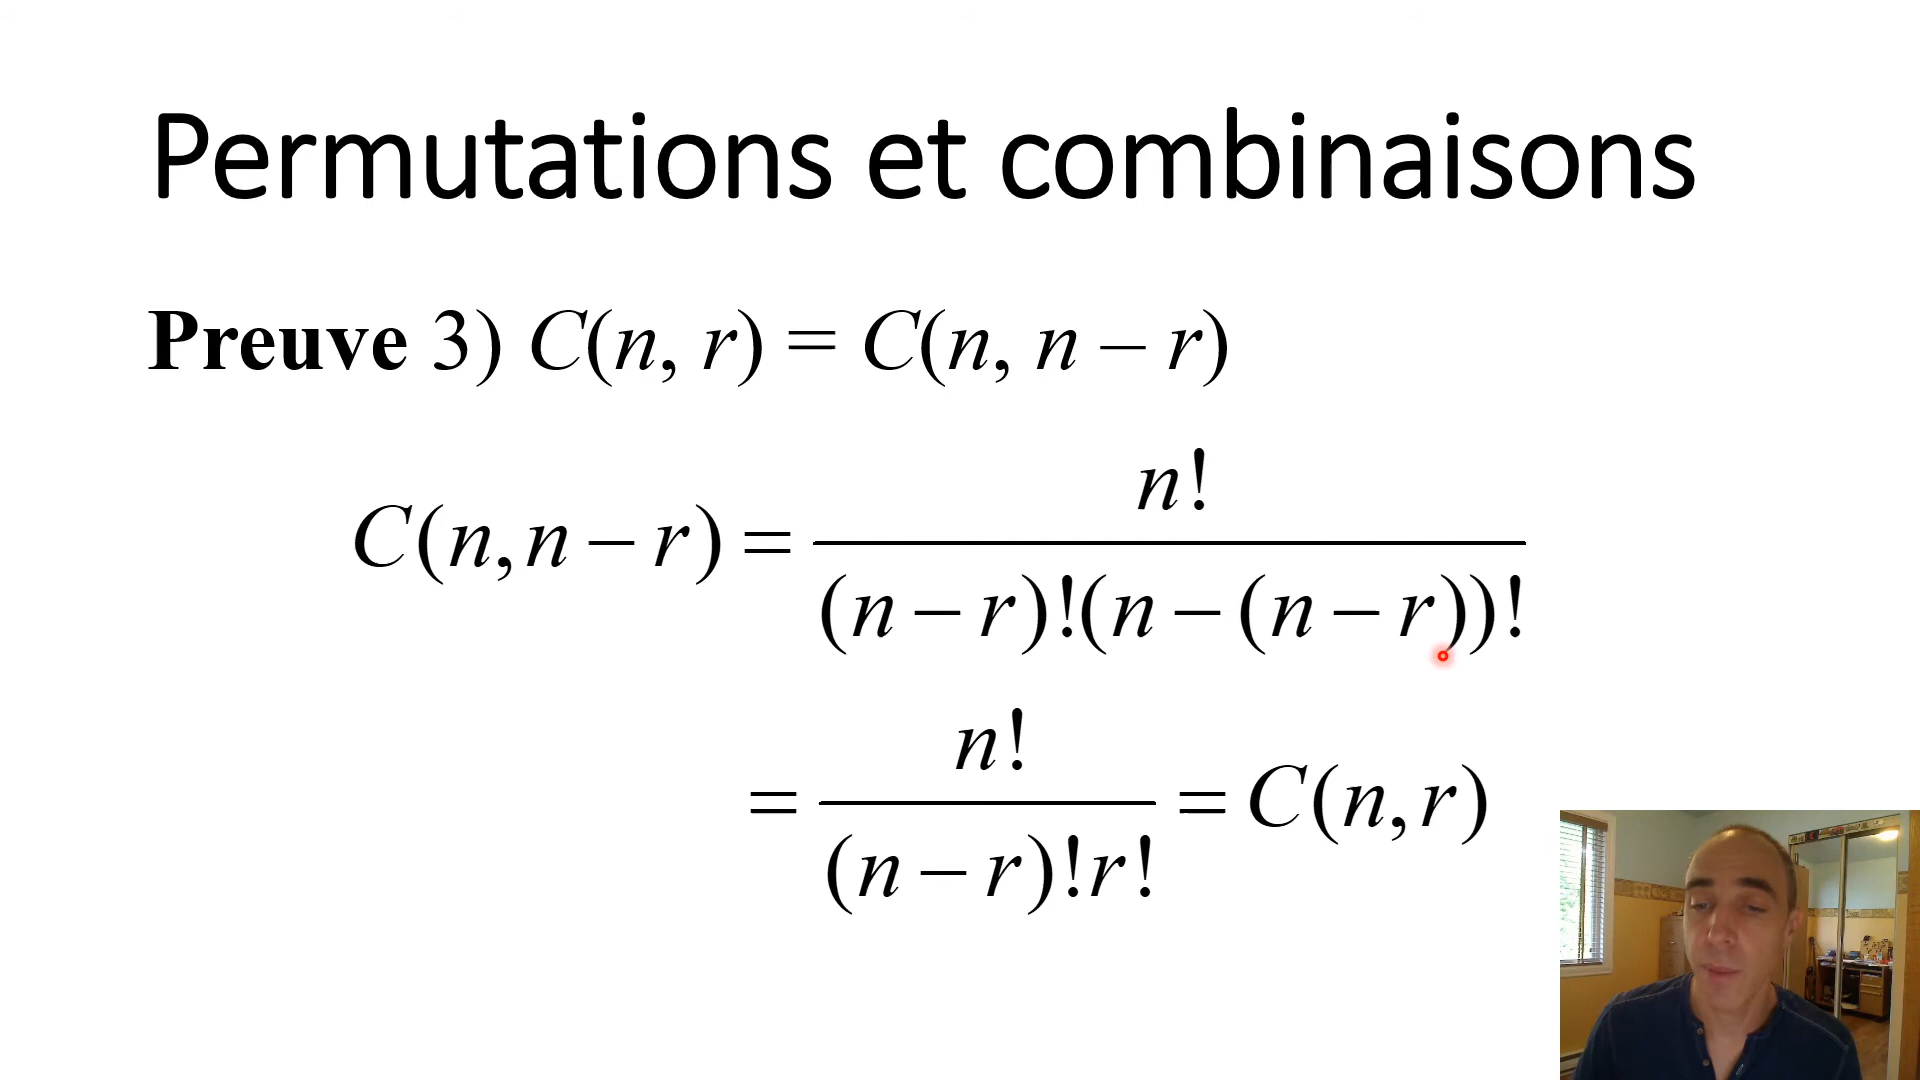 Permutations et combinaisons
Preuve 3) C(n, r) = C(n, n – r)
C(n, n − r) = n! / (n − r)!(n − (n − r))!
= n! / (n − r)!r! = C(n, r)